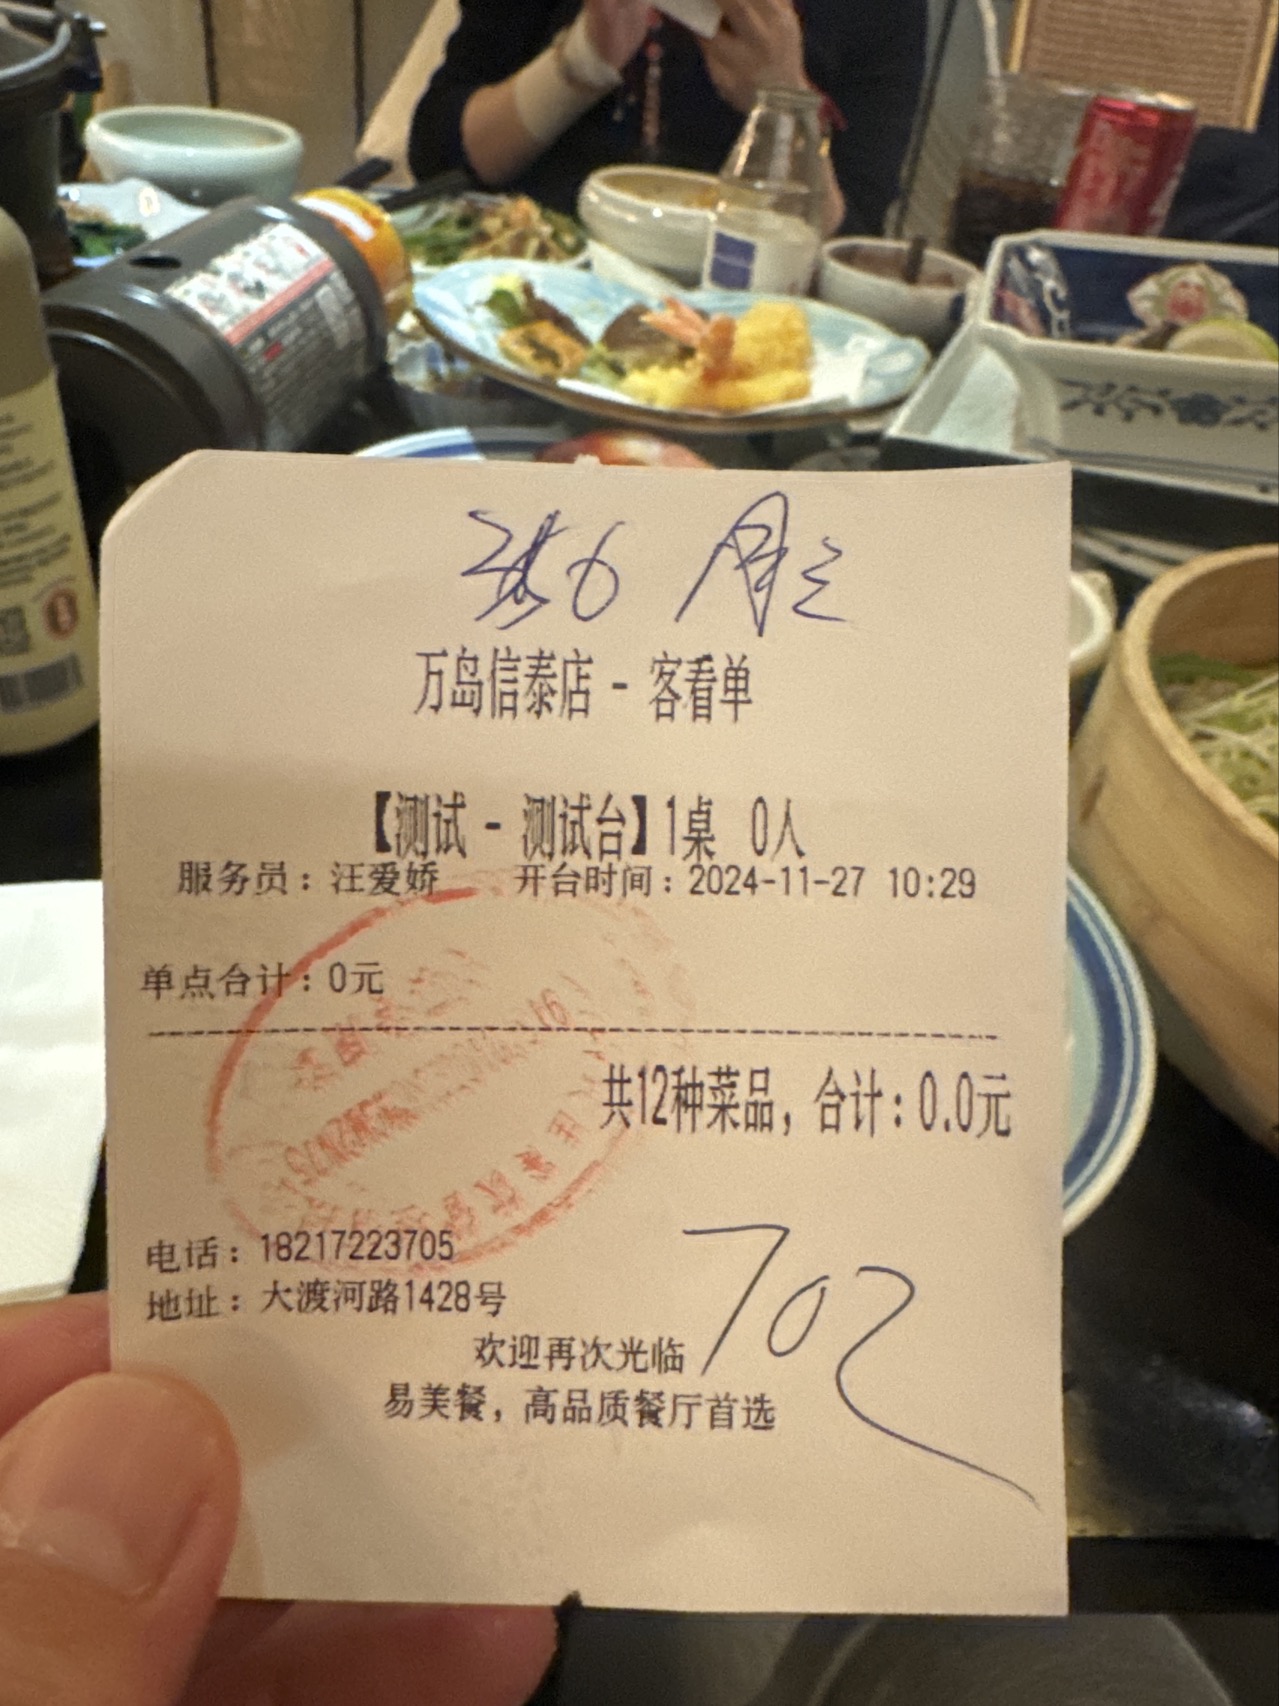 万岛信泰店 - 客看单
【测试 - 测试台】1桌 0人
服务员：汪爱娇 开台时间：2024-11-27 10:29
单点合计：0元
共12种菜品，合计：0.0元
电话：18217223705
地址：大渡河路1428号
702
欢迎再次光临
易美餐，高品质餐厅首选